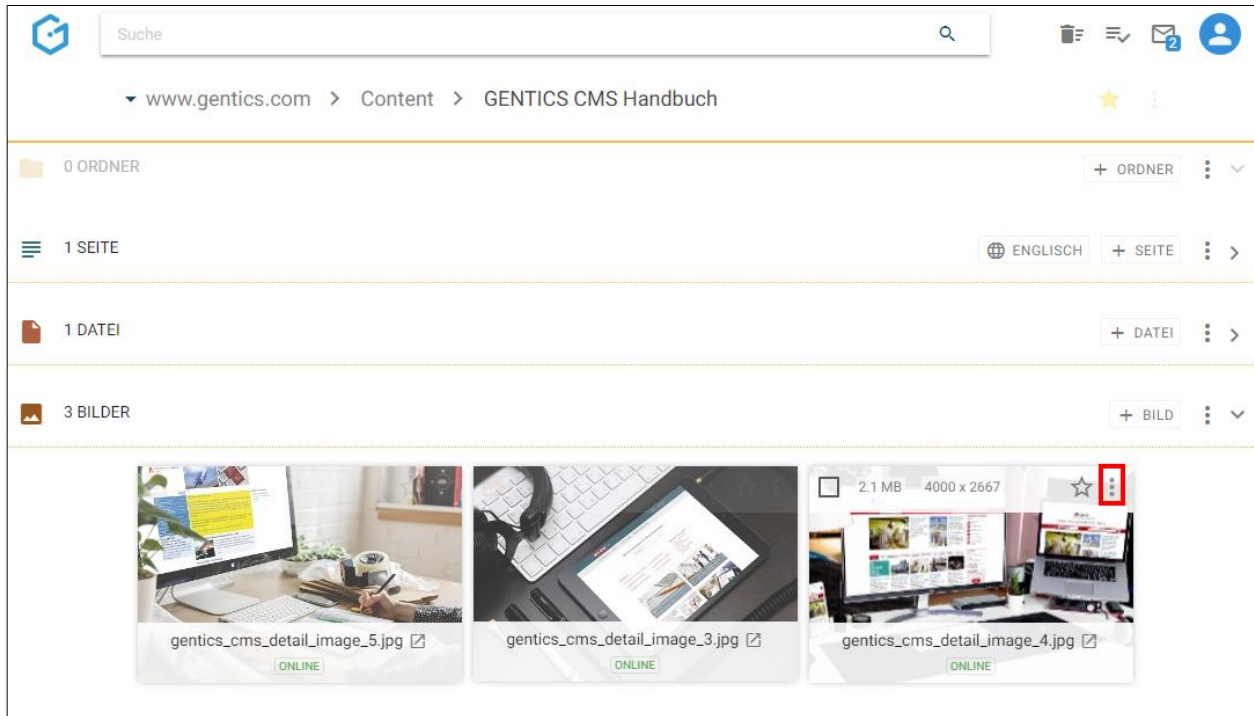 Suche
2
www.gentics.com > Content > GENTICS CMS Handbuch
0 ORDNER
+ ORDNER
1 SEITE
ENGLISCH
+ SEITE
1 DATEI
+ DATEI
3 BILDER
+ BILD
2.1 MB 4000 x 2667
gentics_cms_detail_image_5.jpg
ONLINE
gentics_cms_detail_image_3.jpg
ONLINE
gentics_cms_detail_image_4.jpg
ONLINE